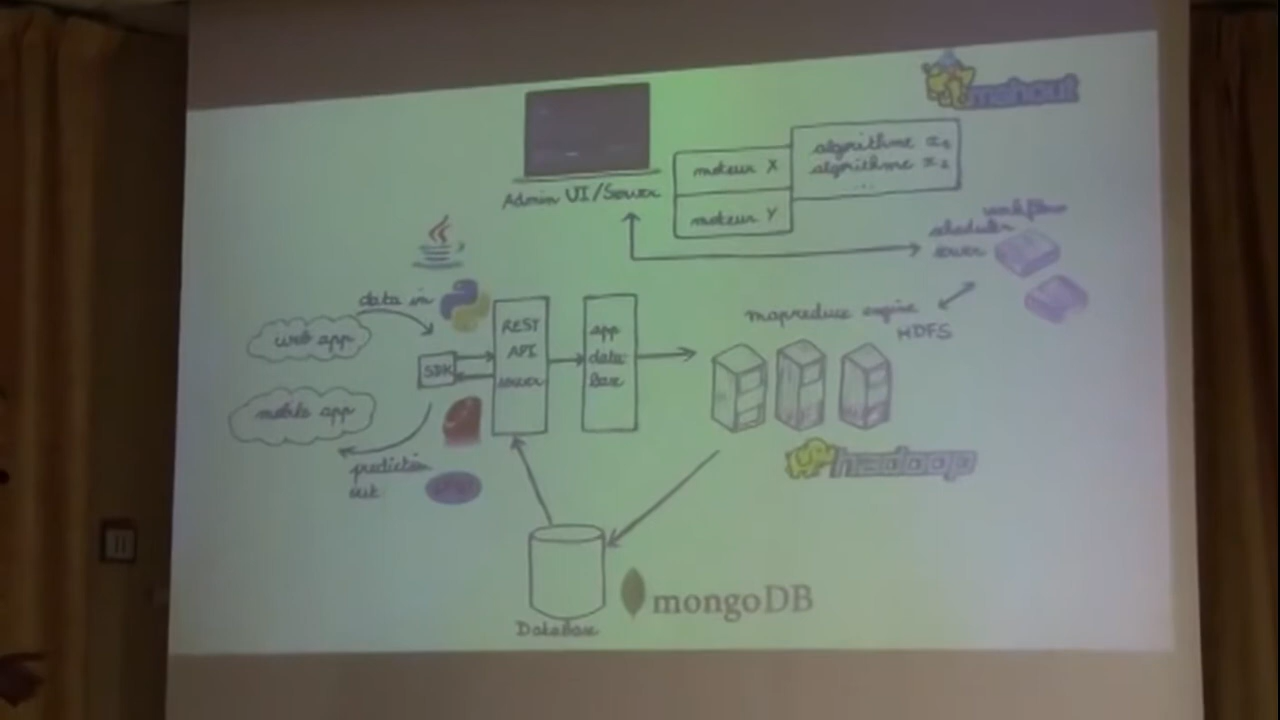 mahout
algorithme x1
algorithme x2
...
moteur X
moteur Y
Admin UI/Server
workflow
scheduler
server
data in
web app
SDK
REST
API
server
app
data
base
mapreduce engine
HDFS
mobile app
prediction
out
php
hadoop
mongoDB
DataBase